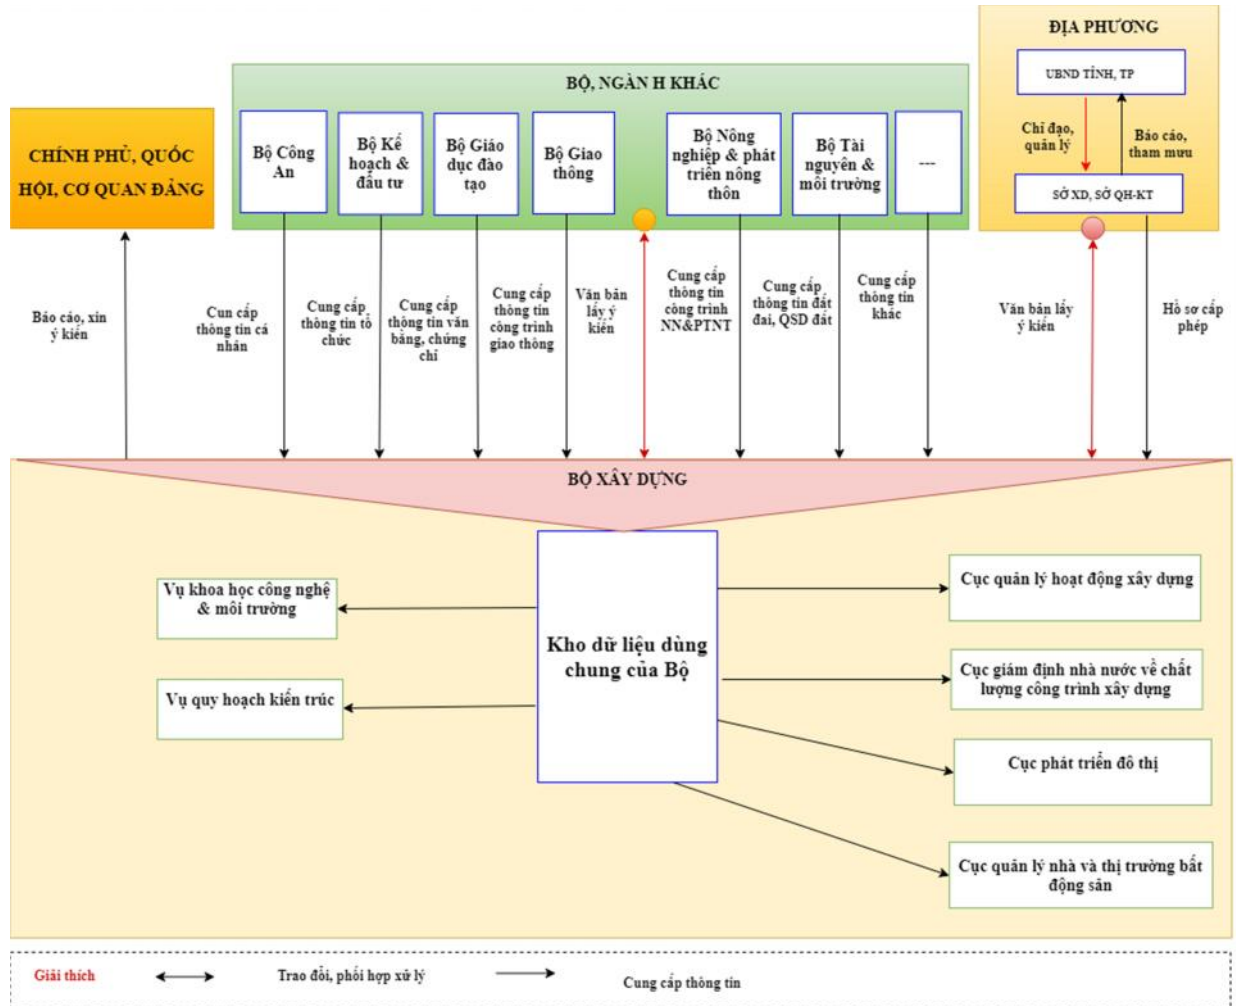 ĐỊA PHƯƠNG
UBND TỈNH, TP
Chỉ đạo,
quản lý
Báo cáo,
tham mưu
SỞ XD, SỞ QH-KT
BỘ, NGÀN H KHÁC
CHÍNH PHỦ, QUỐC
HỘI, CƠ QUAN ĐẢNG
Bộ Công
An
Bộ Kế
hoạch &
đầu tư
Bộ Giáo
dục đào
tạo
Bộ Giao
thông
Bộ Nông
nghiệp & phát
triển nông
thôn
Bộ Tài
nguyên &
môi trường
---
Báo cáo, xin
ý kiến
Cun cấp
thông tin cá
nhân
Cung cấp
thông tin tổ
chức
Cung cấp
thông tin văn
bằng, chứng
chỉ
Cung cấp
thông tin
công trình
giao thông
Văn bản
lấy ý
kiến
Cung cấp
thông tin
công trình
NN&PTNT
Cung cấp
thông tin đất
đai, QSD đất
Cung cấp
thông tin
khác
Văn bản lấy
ý kiến
Hồ sơ cấp
phép
BỘ XÂY DỰNG
Kho dữ liệu dùng
chung của Bộ
Vụ khoa học công nghệ
& môi trường
Vụ quy hoạch kiến trúc
Cục quản lý hoạt động xây dựng
Cục giám định nhà nước về chất
lượng công trình xây dựng
Cục phát triển đô thị
Cục quản lý nhà và thị trường bất
động sản
Giải thích
Trao đổi, phối hợp xử lý
Cung cấp thông tin